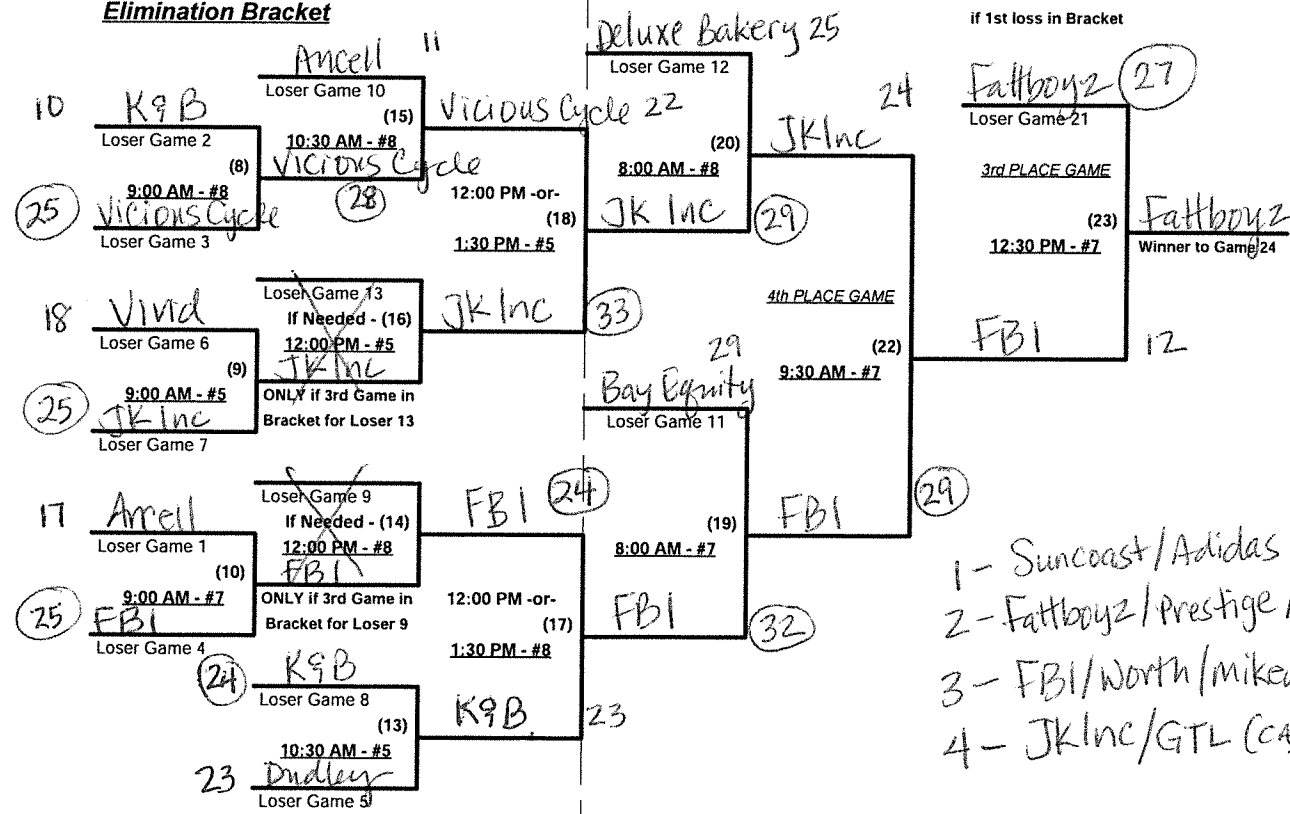 Elimination Bracket
if 1st loss in Bracket
Deluxe Bakery 25
Loser Game 12
11
Loser Game 10
(15)
10:30 AM - #8
Vicious Cycle
28
10
K&B
Loser Game 2
(8)
9:00 AM - #8
25
Vicious Cycle
Loser Game 3
Vicious Cycle 22
12:00 PM -or-
(18)
1:30 PM - #5
JK Inc
33
(20)
8:00 AM - #8
JK Inc
29
24
JK Inc
Fattboyz
27
Loser Game 21
3rd PLACE GAME
(23)
12:30 PM - #7
Fattboyz
Winner to Game 24
FBI
12
18
Vivid
Loser Game 6
(9)
9:00 AM - #5
25
JK Inc
Loser Game 7
Loser Game 13
If Needed - (16)
12:00 PM - #5
JK Inc
ONLY if 3rd Game in
Bracket for Loser 13
4th PLACE GAME
(22)
9:30 AM - #7
29
Bay Equity
Loser Game 11
(19)
8:00 AM - #7
FBI
32
FBI
29
17
Loser Game 1
(10)
9:00 AM - #7
25
FBI
Loser Game 4
Loser Game 9
If Needed - (14)
12:00 PM - #8
FBI
ONLY if 3rd Game in
Bracket for Loser 9
FBI
24
12:00 PM -or-
(17)
1:30 PM - #8
K&B
23
24
K&B
Loser Game 8
(13)
10:30 AM - #5
23
Dudley
Loser Game 5
1 - Suncoast/Adidas
2 - Fattboyz/Prestige/
3 - FBI/Worth/Miken
4 - JK Inc/GTL (CA